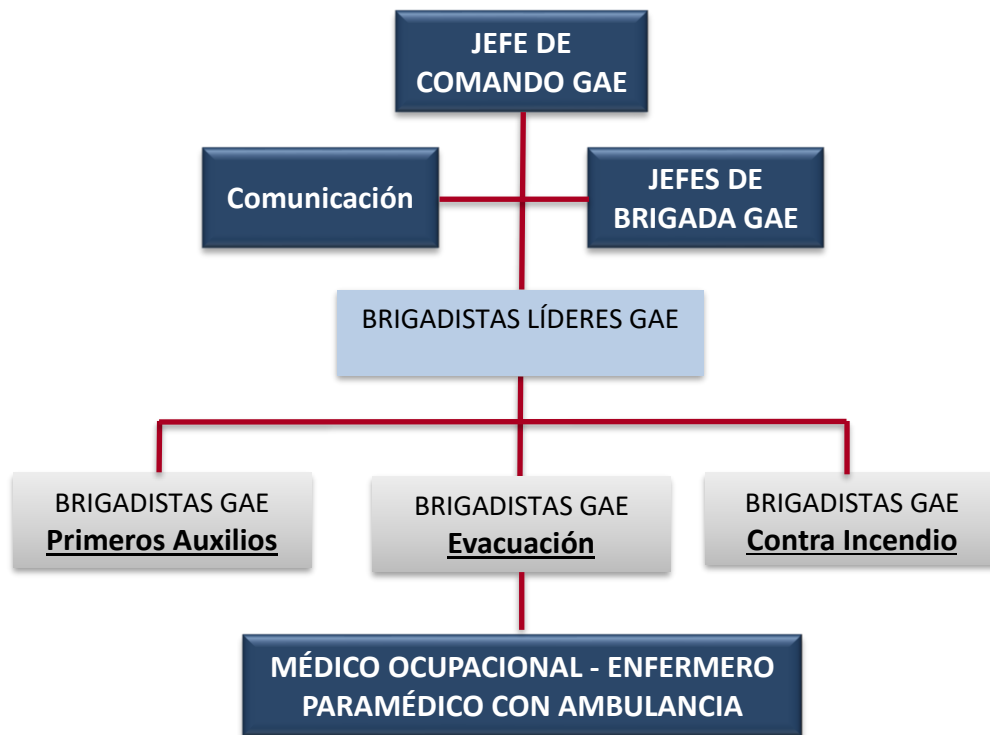 JEFE DE
COMANDO GAE
Comunicación
JEFES DE
BRIGADA GAE
BRIGADISTAS LÍDERES GAE
BRIGADISTAS GAE
Primeros Auxilios
BRIGADISTAS GAE
Evacuación
BRIGADISTAS GAE
Contra Incendio
MÉDICO OCUPACIONAL - ENFERMERO
PARAMÉDICO CON AMBULANCIA